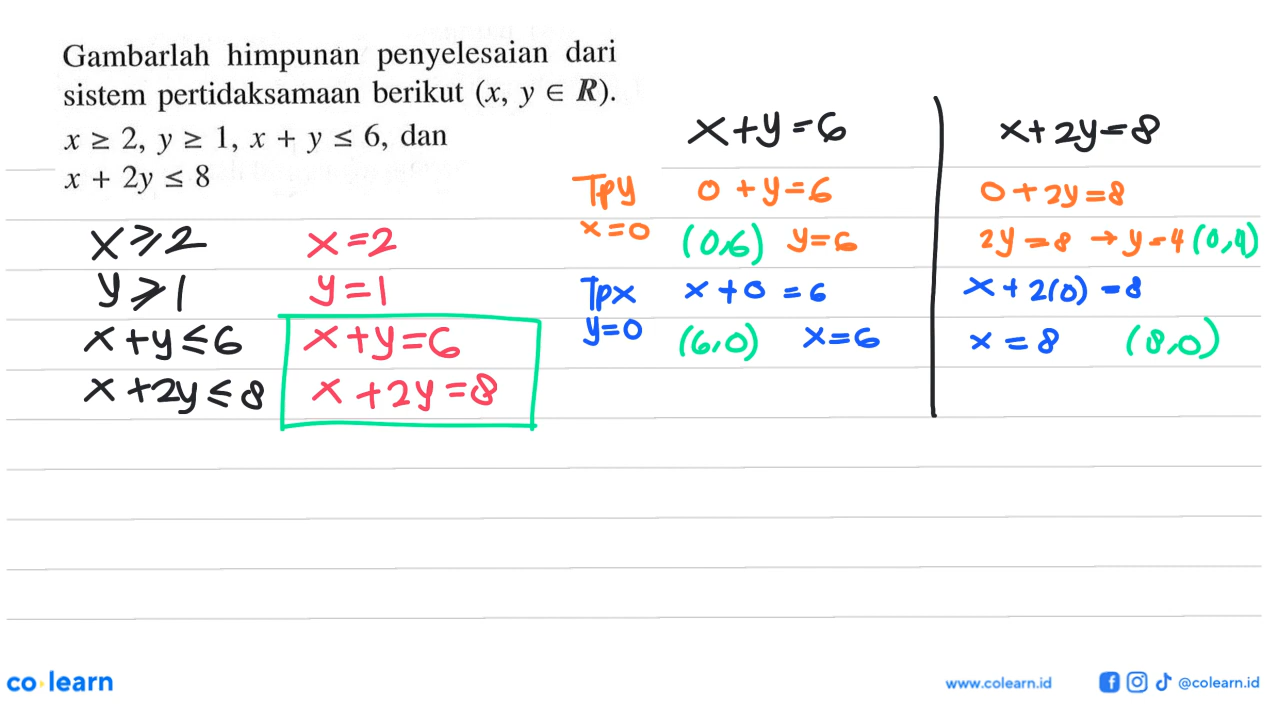 Gambarlah himpunan penyelesaian dari
sistem pertidaksamaan berikut (x, y ∈ R).
x ≥ 2, y ≥ 1, x + y ≤ 6, dan
x + 2y ≤ 8
x ≥ 2 x = 2
y ≥ 1 y = 1
x + y ≤ 6 x + y = 6
x + 2y ≤ 8 x + 2y = 8
x + y = 6
Tpy 0 + y = 6
x = 0 (0,6) y = 6
Tpx x + 0 = 6
y = 0 (6,0) x = 6
x + 2y = 8
0 + 2y = 8
2y = 8 → y = 4 (0,4)
x + 2(0) = 8
x = 8 (8,0)
co learn
www.colearn.id
@colearn.id